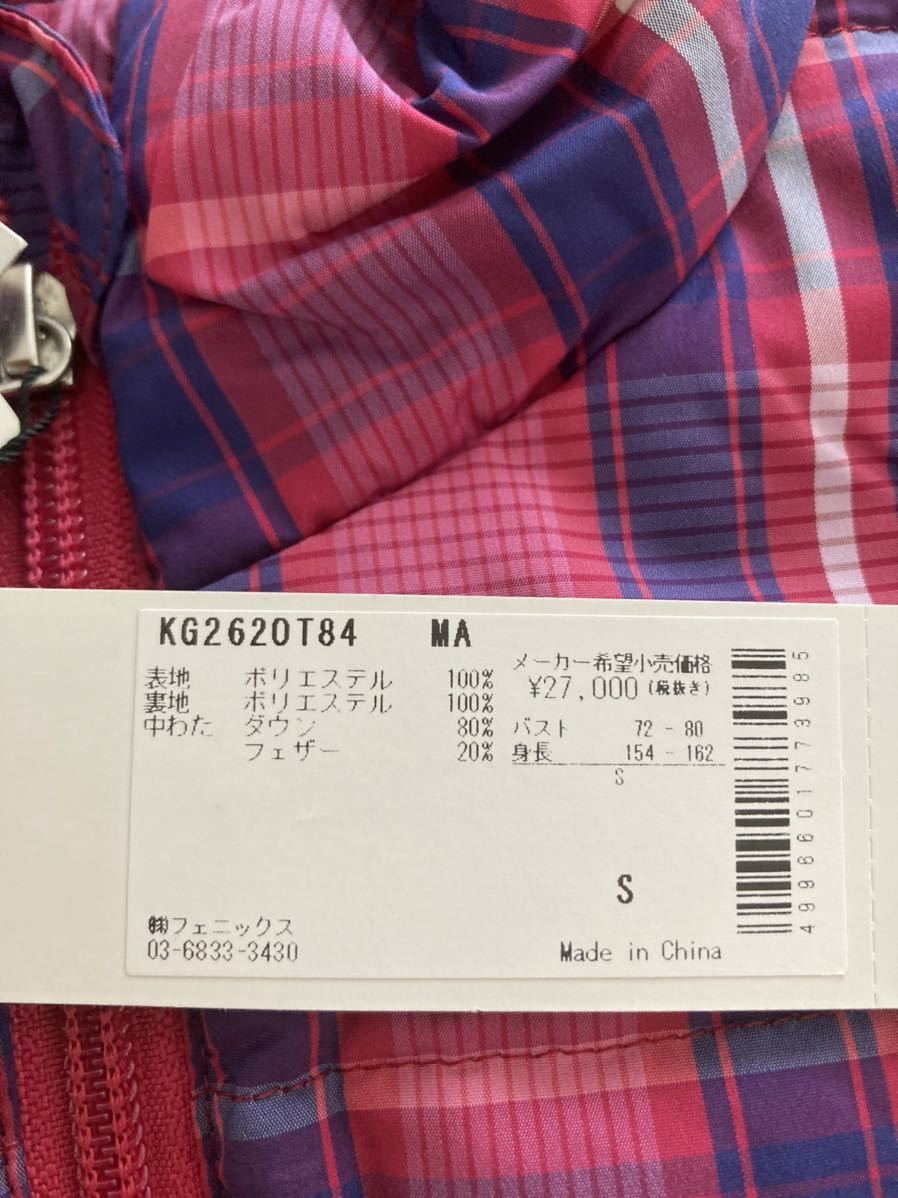 KG2620T84 MA
表地 ポリエステル 100%
裏地 ポリエステル 100%
中わた ダウン 80%
フェザー 20%
メーカー希望小売価格
¥27,000(税抜き)
バスト 72 - 80
身長 154 - 162
S
S
㈱フェニックス
03-6833-3430
Made in China
4996601773985